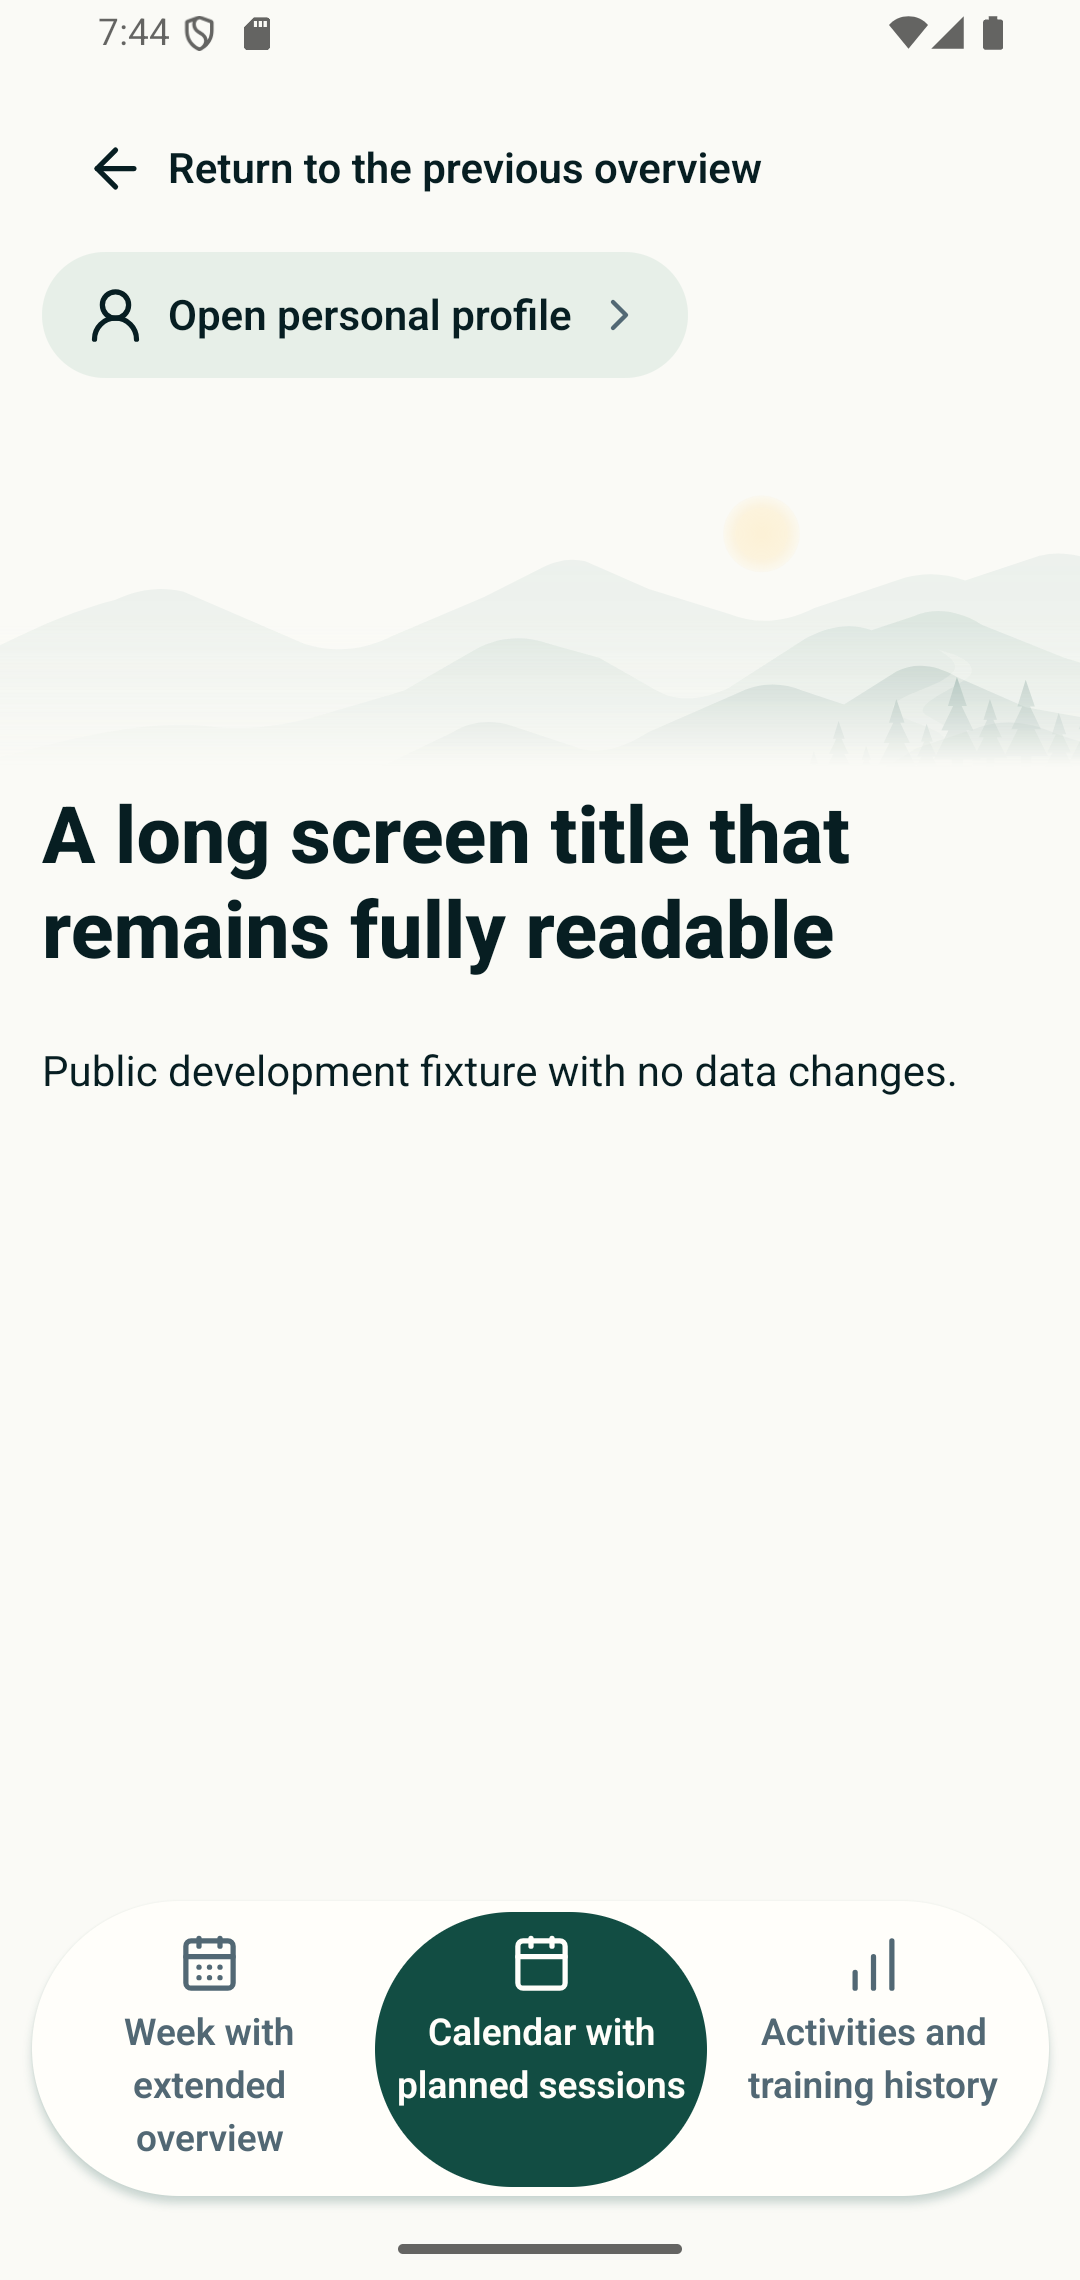 7:44
Return to the previous overview
Open personal profile
A long screen title that
remains fully readable
Public development fixture with no data changes.
Week with
extended
overview
Calendar with
planned sessions
Activities and
training history